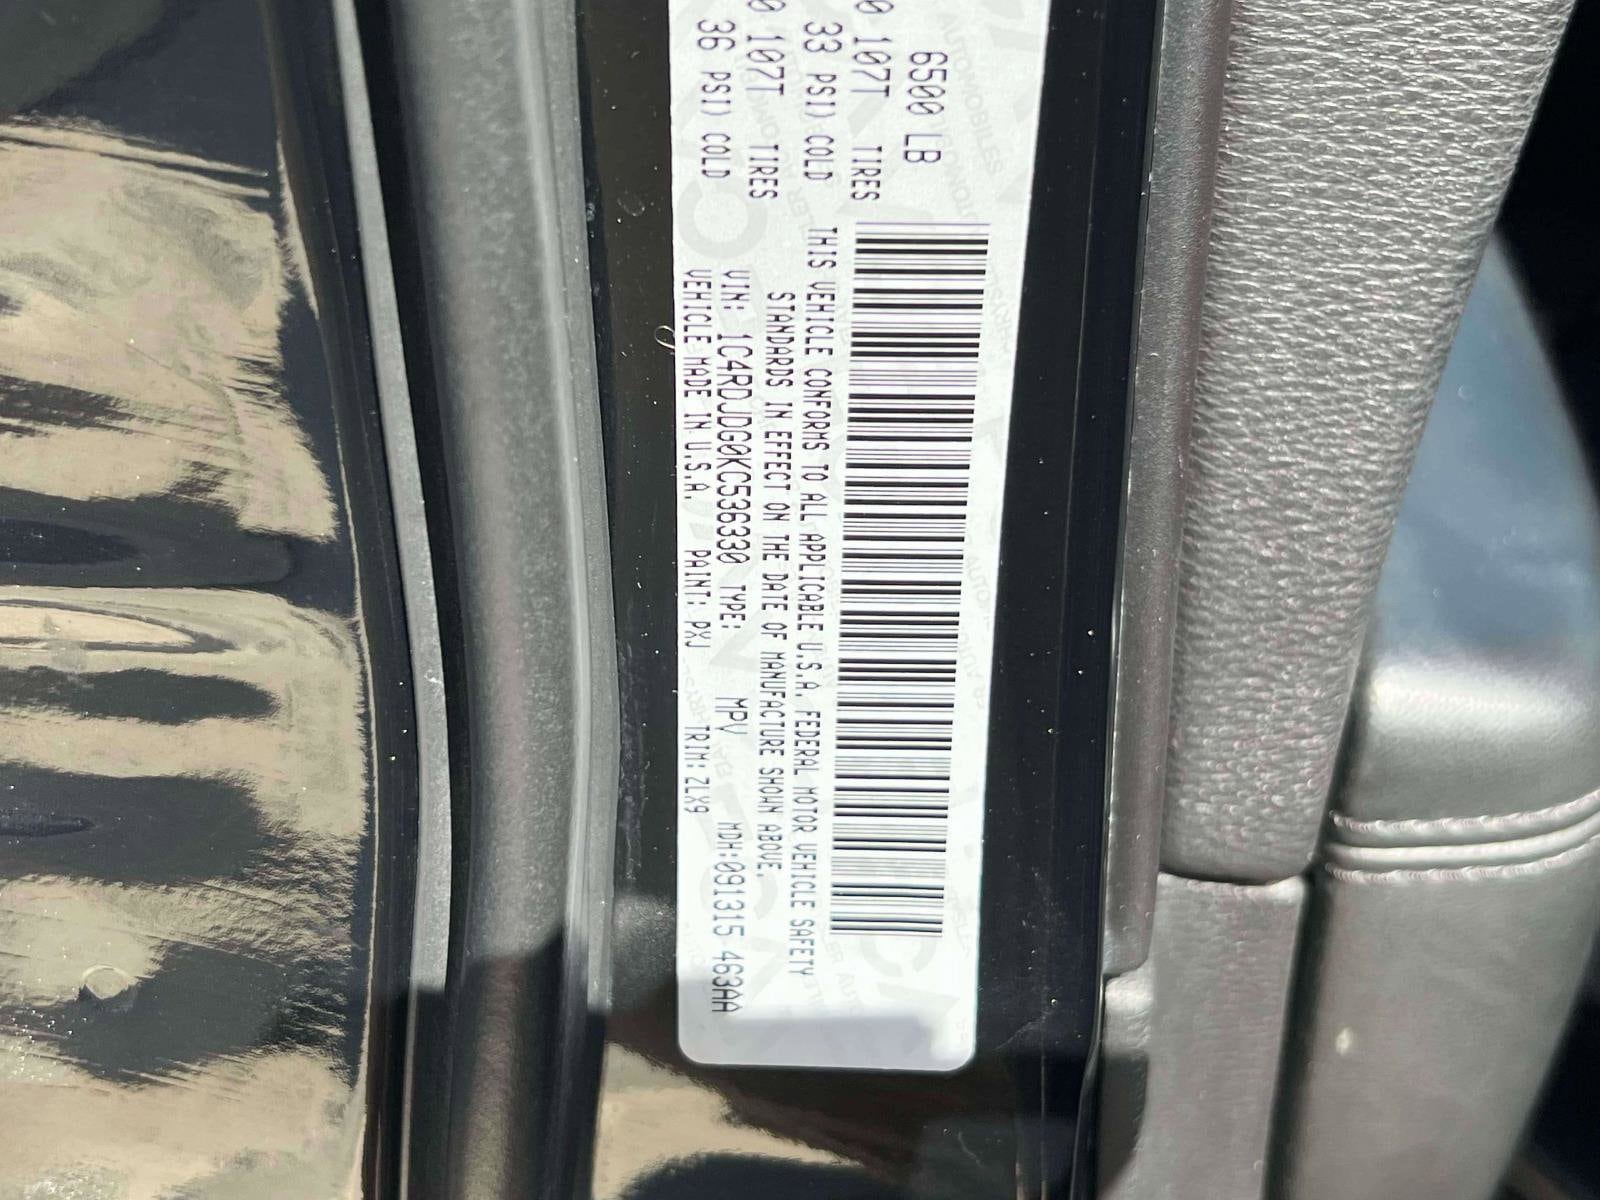 6500 LB
0 107T TIRES
33 PSI) COLD
0 107T TIRES
36 PSI) COLD
THIS VEHICLE CONFORMS TO ALL APPLICABLE U.S.A. FEDERAL MOTOR VEHICLE SAFETY
STANDARDS IN EFFECT ON THE DATE OF MANUFACTURE SHOWN ABOVE.
VIN: 1C4RDJDG0KC536330 TYPE: MPV MDH:091315 463AA
VEHICLE MADE IN U.S.A. PAINT: PXJ TRIM: ZLX9